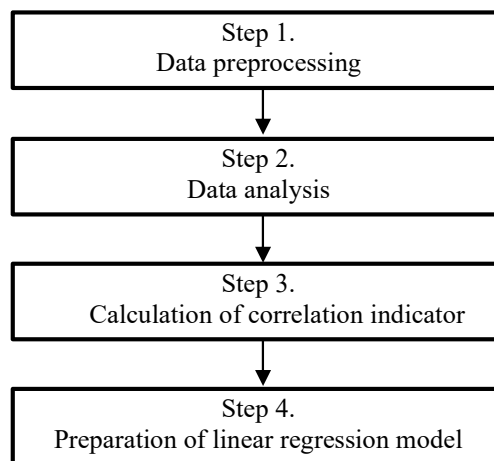 Step 1.
Data preprocessing
Step 2.
Data analysis
Step 3.
Calculation of correlation indicator
Step 4.
Preparation of linear regression model